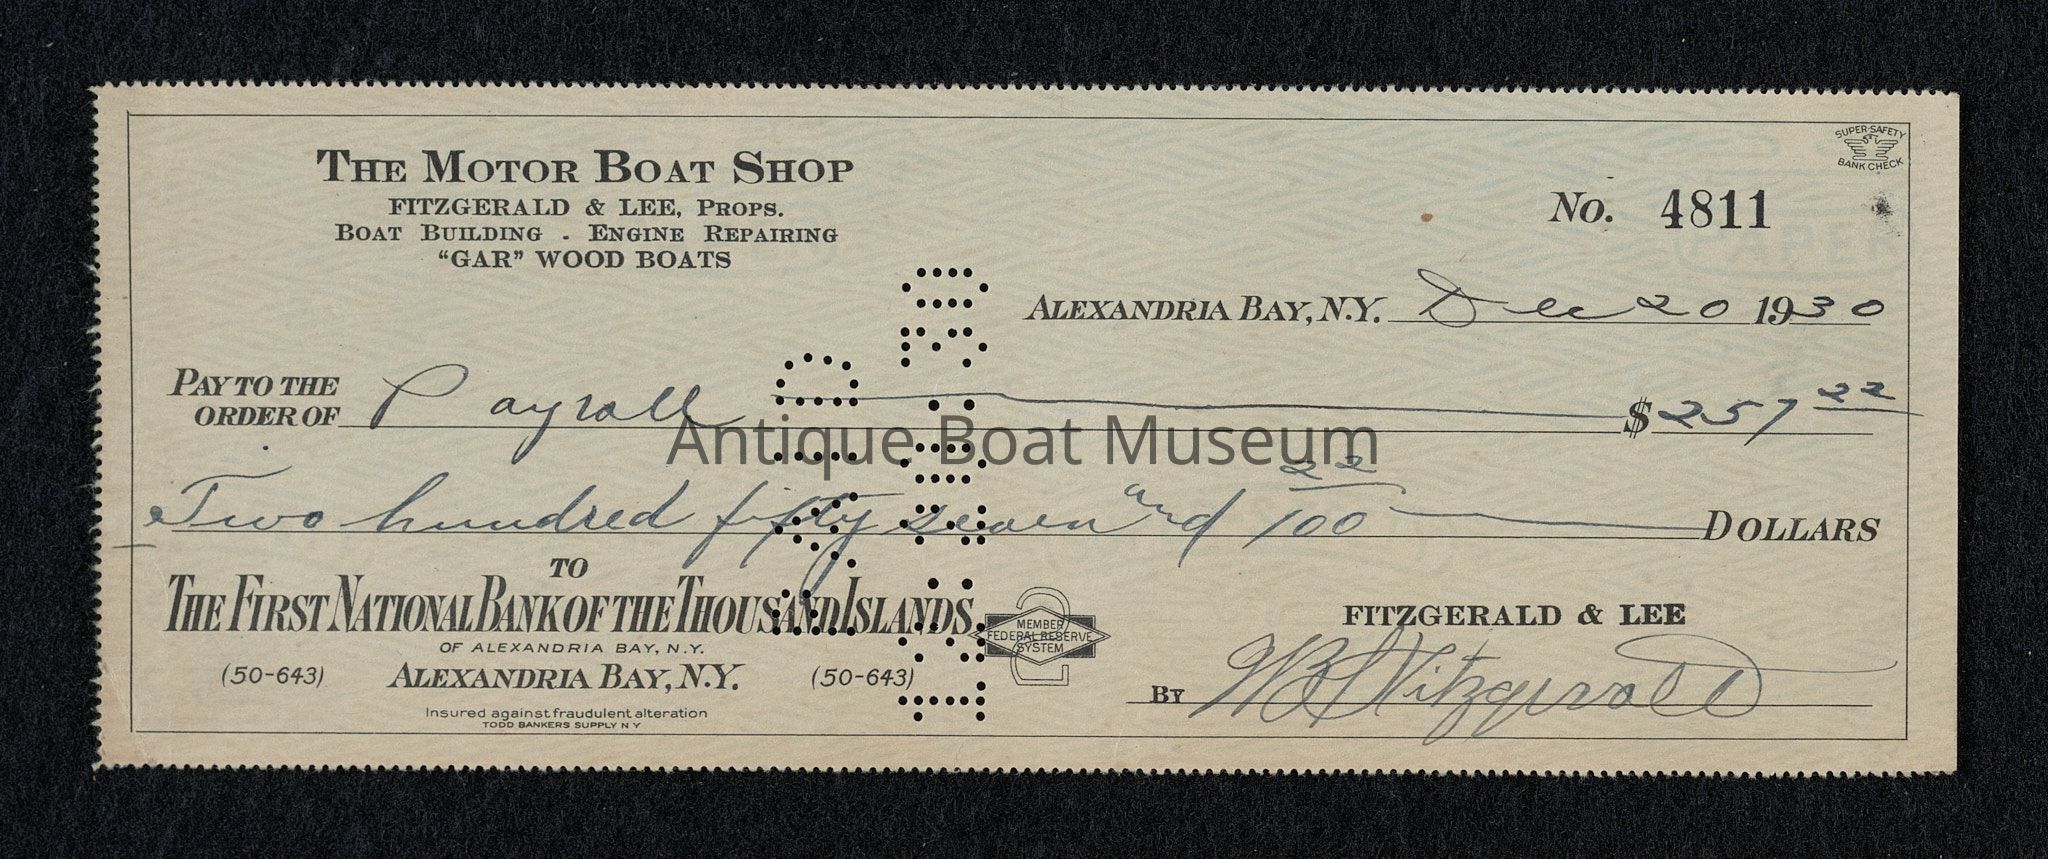 SUPER-SAFETY
BANK CHECK
THE MOTOR BOAT SHOP
FITZGERALD & LEE, PROPS.
BOAT BUILDING - ENGINE REPAIRING
"GAR" WOOD BOATS
No. 4811
ALEXANDRIA BAY, N.Y. Dec 20 1930
PAY TO THE
ORDER OF Payroll $257 22
Antique Boat Museum
Two hundred fifty seven and 22/100 DOLLARS
TO
THE FIRST NATIONAL BANK OF THE THOUSAND ISLANDS
OF ALEXANDRIA BAY, N.Y.
(50-643) ALEXANDRIA BAY, N.Y. (50-643)
Insured against fraudulent alteration
TODD BANKERS SUPPLY N Y
MEMBER
FEDERAL RESERVE
SYSTEM
FITZGERALD & LEE
BY Fitzgerald